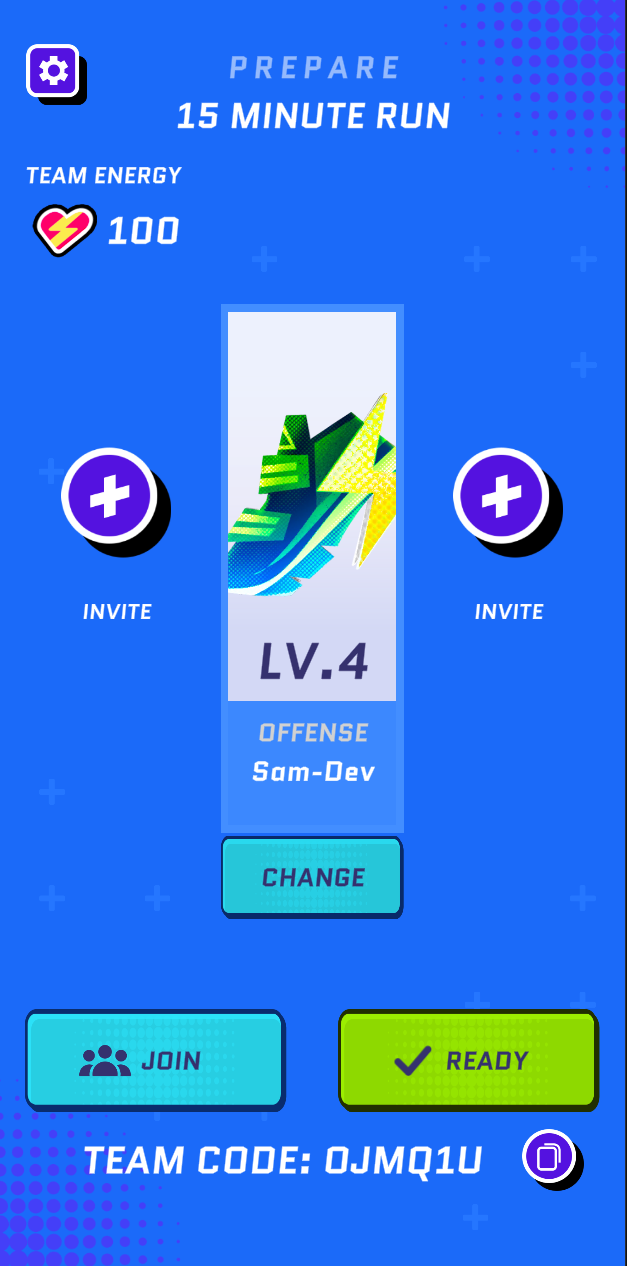 PREPARE
15 MINUTE RUN
TEAM ENERGY
100
INVITE
INVITE
LV.4
OFFENSE
Sam-Dev
CHANGE
JOIN
READY
TEAM CODE: OJMQ1U